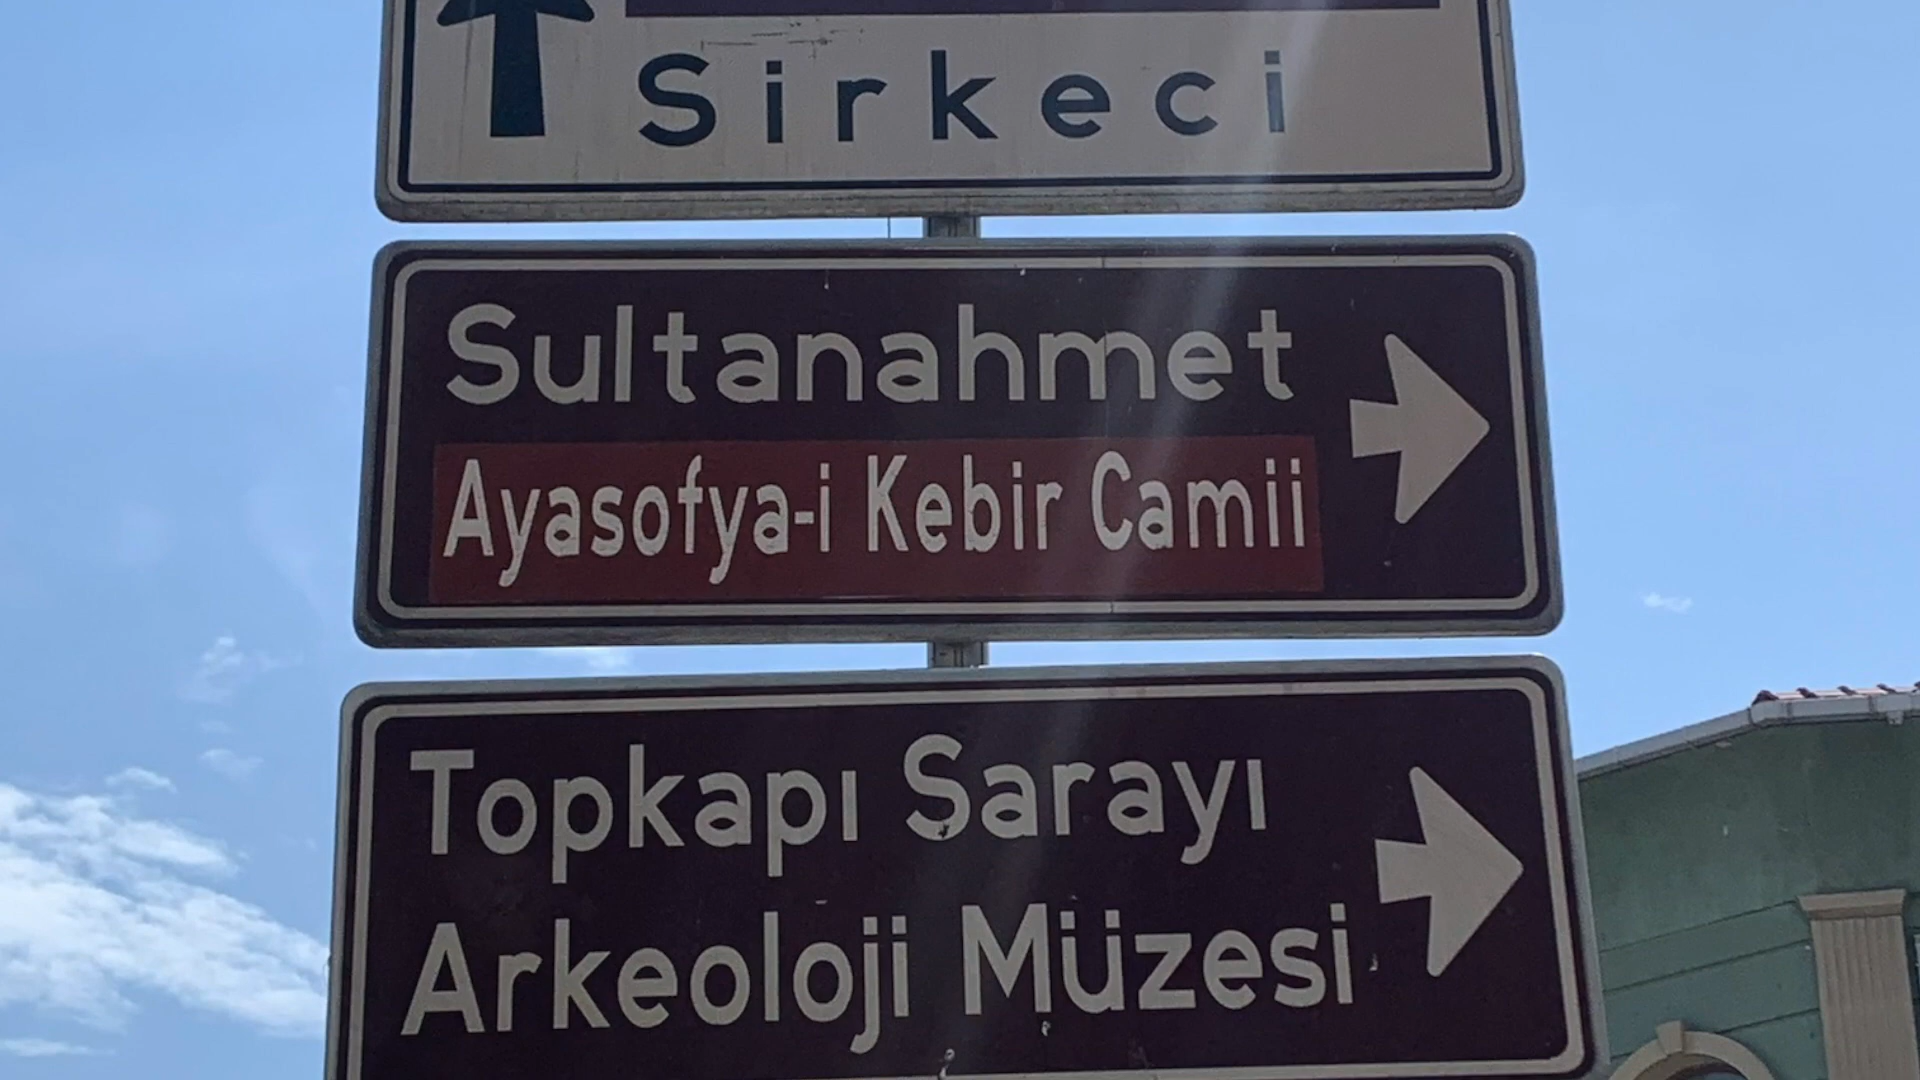 Sirkeci
Sultanahmet
Ayasofya-i Kebir Camii
Topkapı Sarayı
Arkeoloji Müzesi